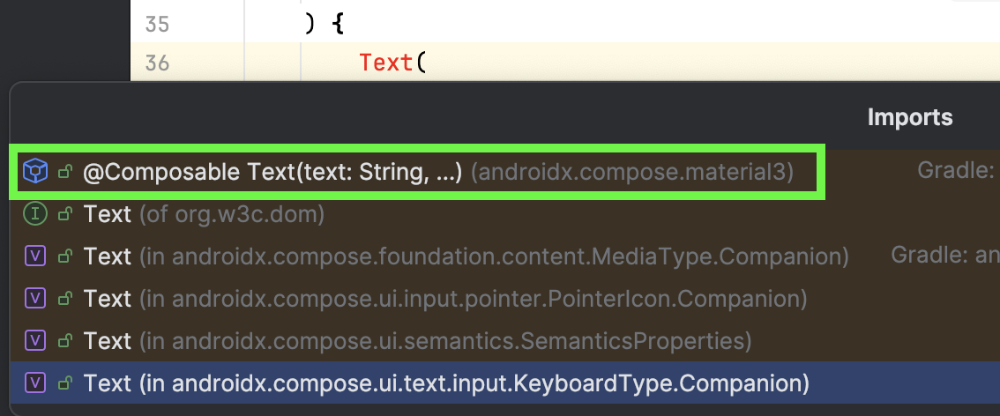 35 ) {
36 Text(
Imports
@Composable Text(text: String, ...) (androidx.compose.material3) Gradle:
I Text (of org.w3c.dom)
V Text (in androidx.compose.foundation.content.MediaType.Companion) Gradle: an
V Text (in androidx.compose.ui.input.pointer.PointerIcon.Companion)
V Text (in androidx.compose.ui.semantics.SemanticsProperties)
V Text (in androidx.compose.ui.text.input.KeyboardType.Companion)